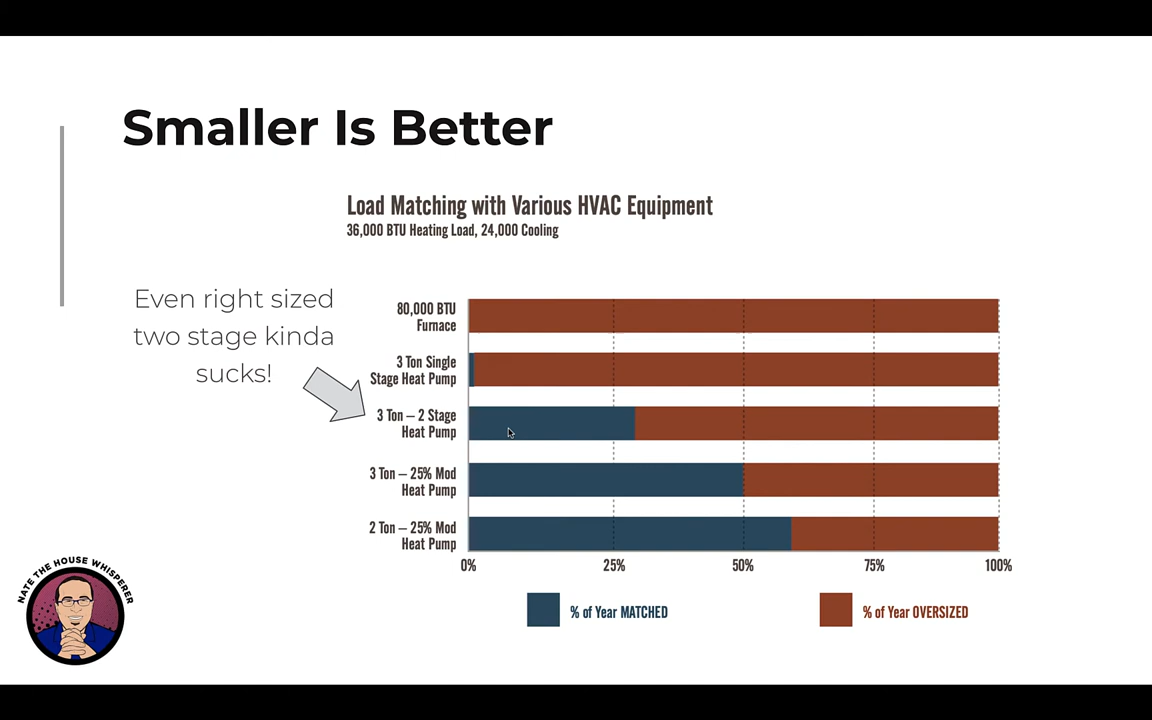 Smaller Is Better
Load Matching with Various HVAC Equipment
36,000 BTU Heating Load, 24,000 Cooling
Even right sized
two stage kinda
sucks!
80,000 BTU
Furnace
3 Ton Single
Stage Heat Pump
3 Ton – 2 Stage
Heat Pump
3 Ton – 25% Mod
Heat Pump
2 Ton – 25% Mod
Heat Pump
0% 25% 50% 75% 100%
% of Year MATCHED
% of Year OVERSIZED
NATE THE HOUSE WHISPERER